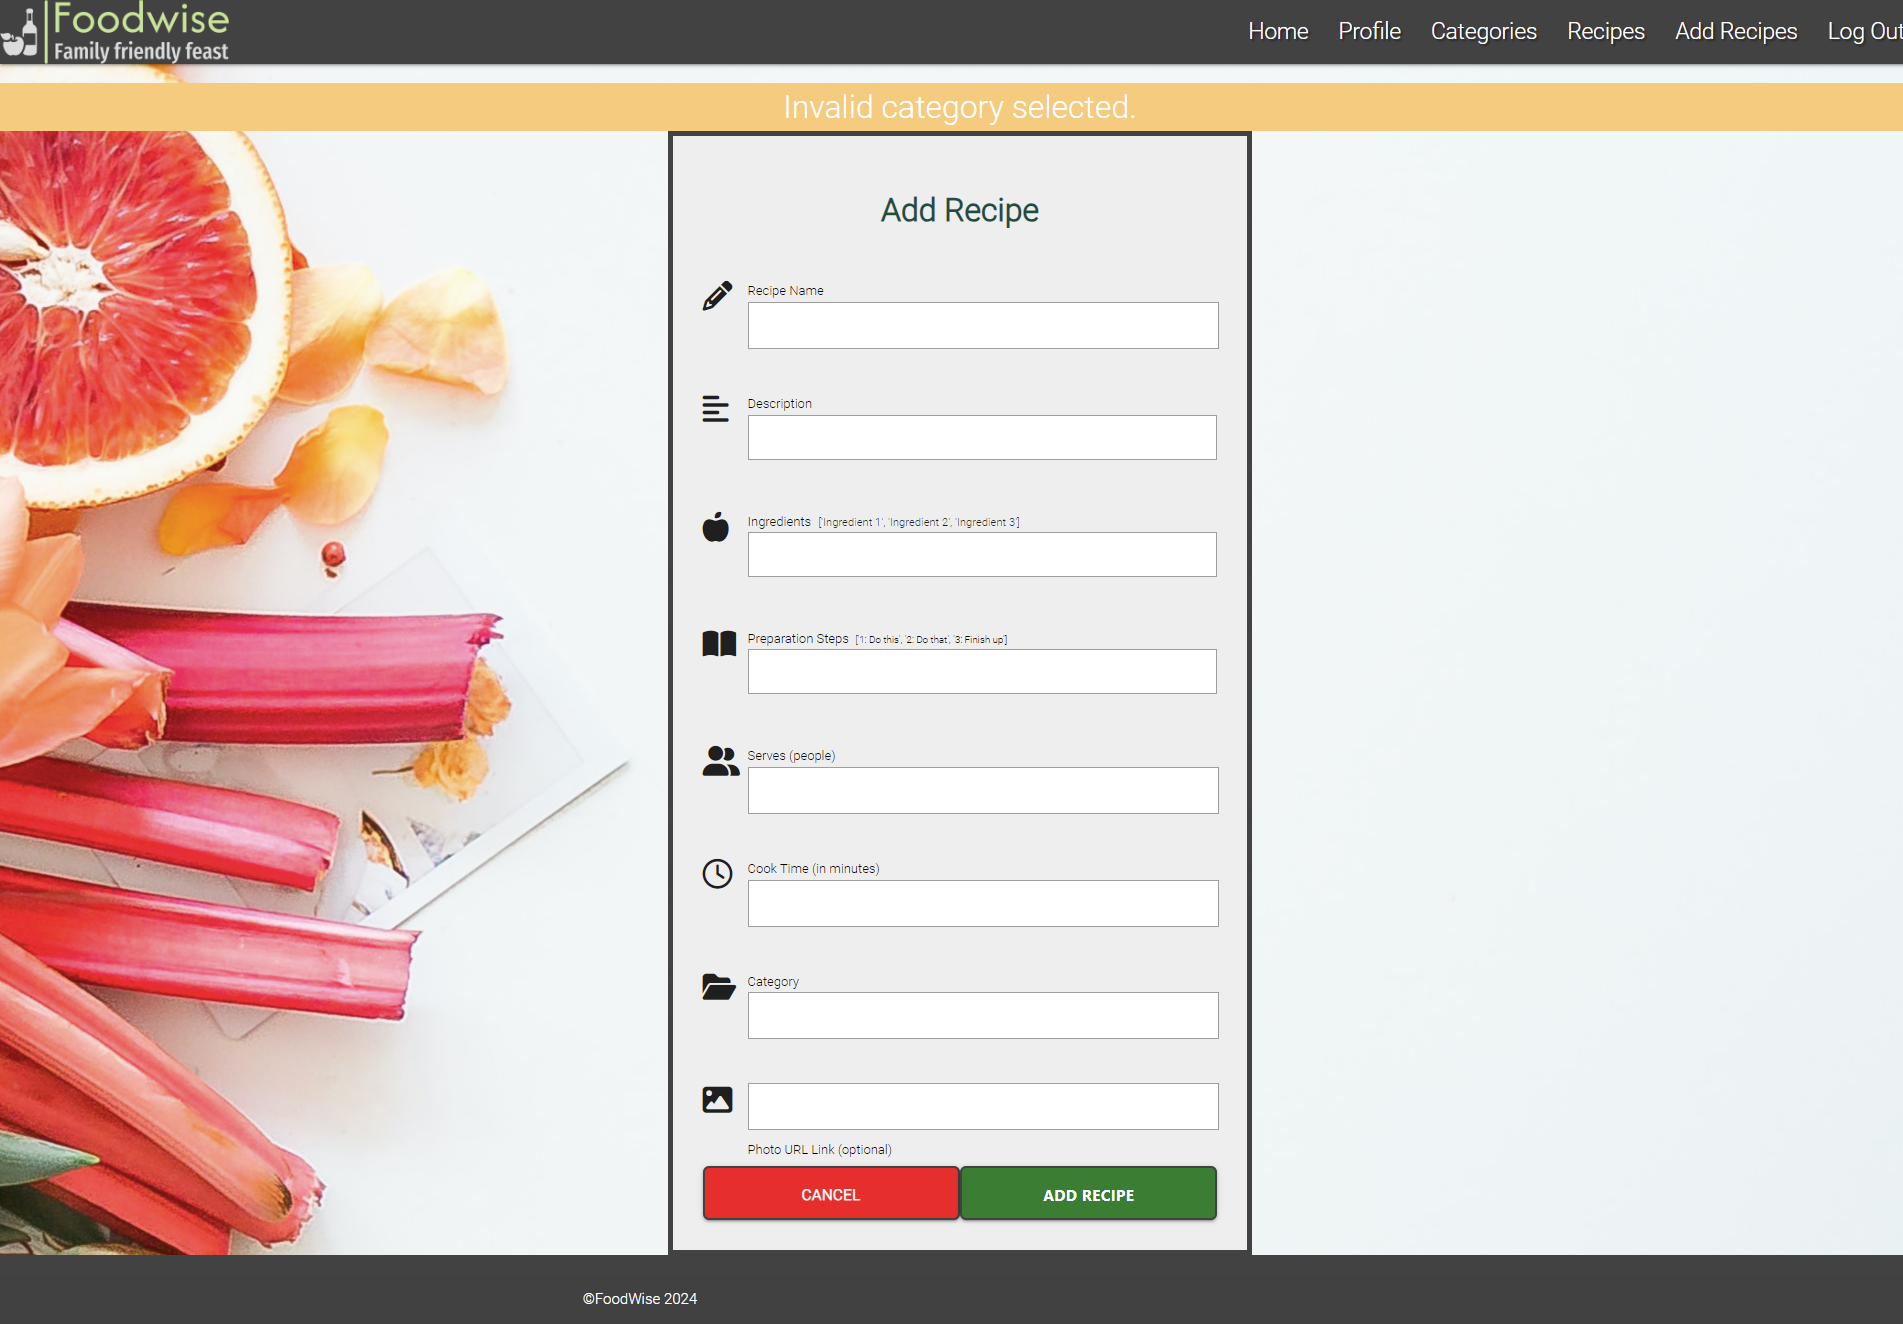 Foodwise
Family friendly feast
Home Profile Categories Recipes Add Recipes Log Out
Invalid category selected.
Add Recipe
Recipe Name
Description
Ingredients ['Ingredient 1', 'Ingredient 2', 'Ingredient 3']
Preparation Steps ['1: Do this', '2: Do that', '3: Finish up']
Serves (people)
Cook Time (in minutes)
Category
Photo URL Link (optional)
CANCEL ADD RECIPE
©FoodWise 2024